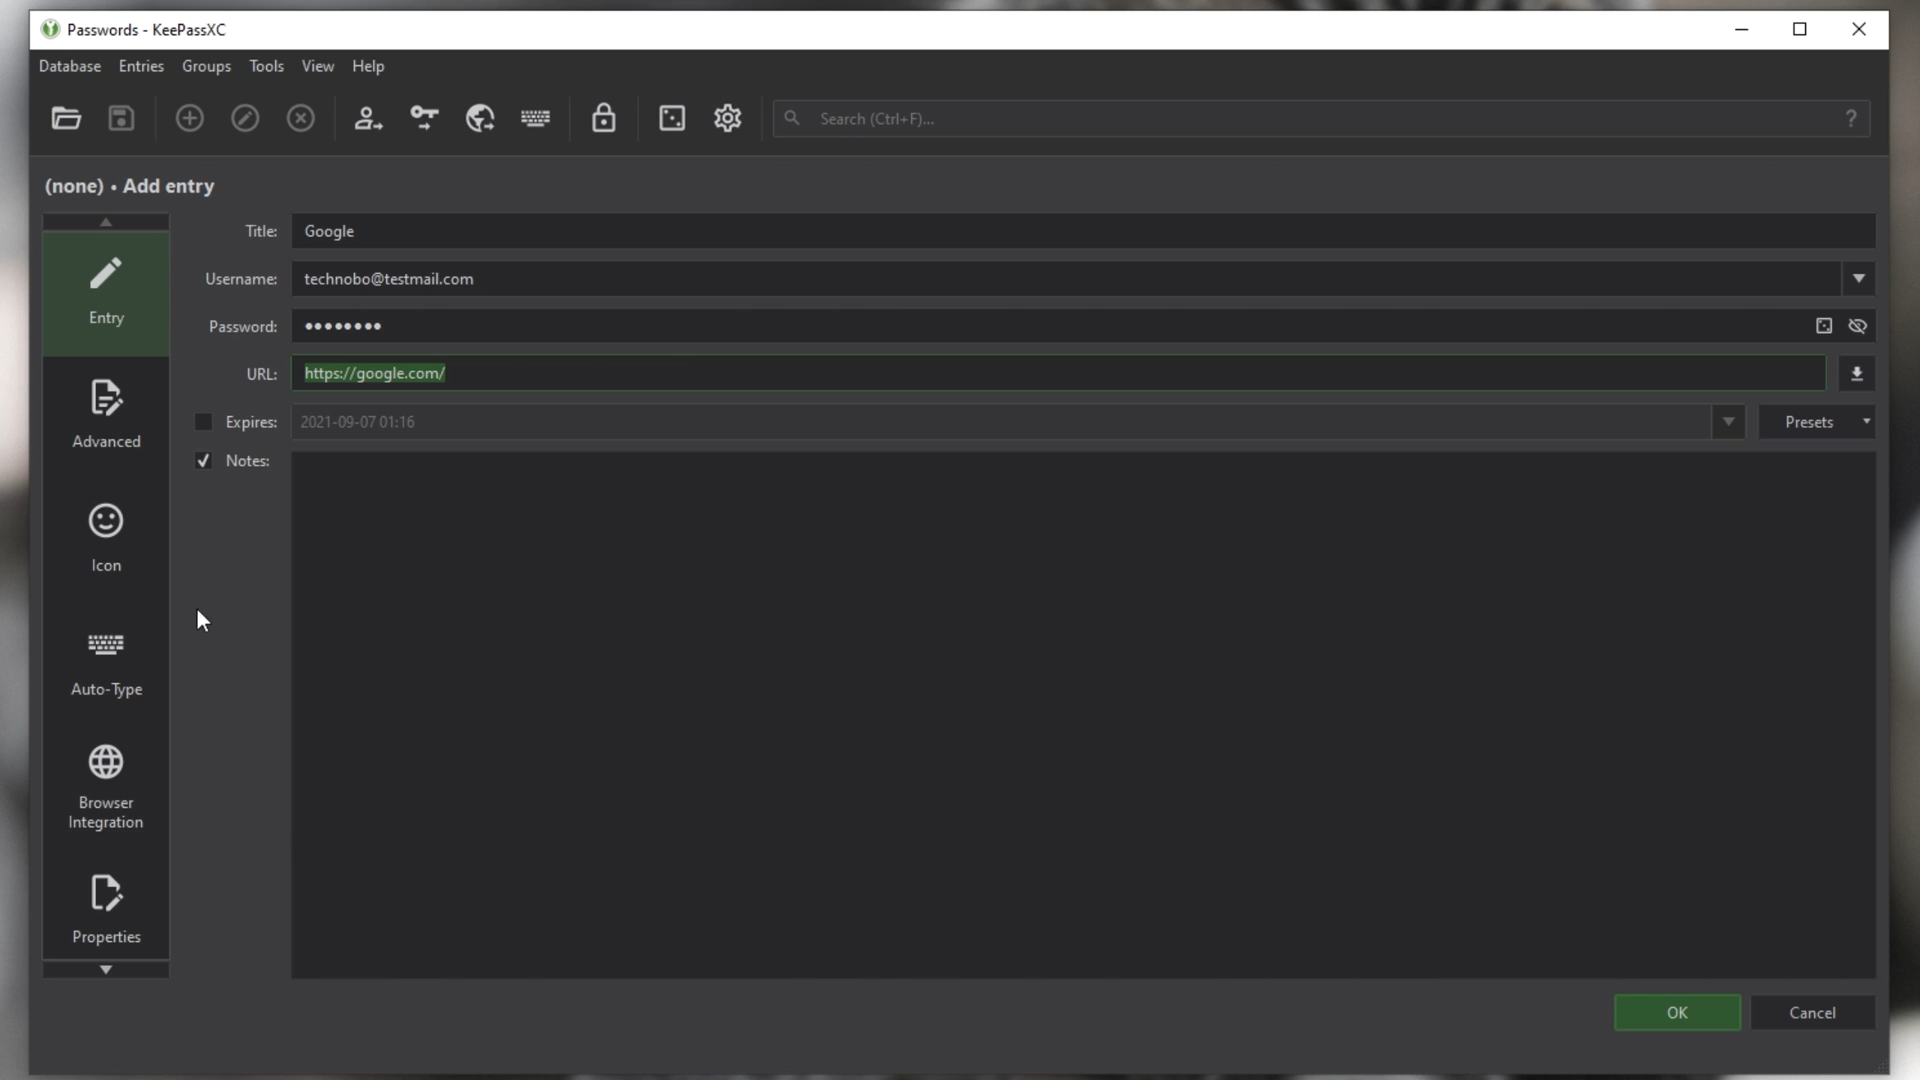 Passwords - KeePassXC
Database Entries Groups Tools View Help
Search (Ctrl+F)... ?
(none) • Add entry
Title: Google
Username: technobo@testmail.com
Password: ●●●●●●●●
URL: https://google.com/
Expires: 2021-09-07 01:16 Presets
Notes:
Entry
Advanced
Icon
Auto-Type
Browser
Integration
Properties
OK Cancel